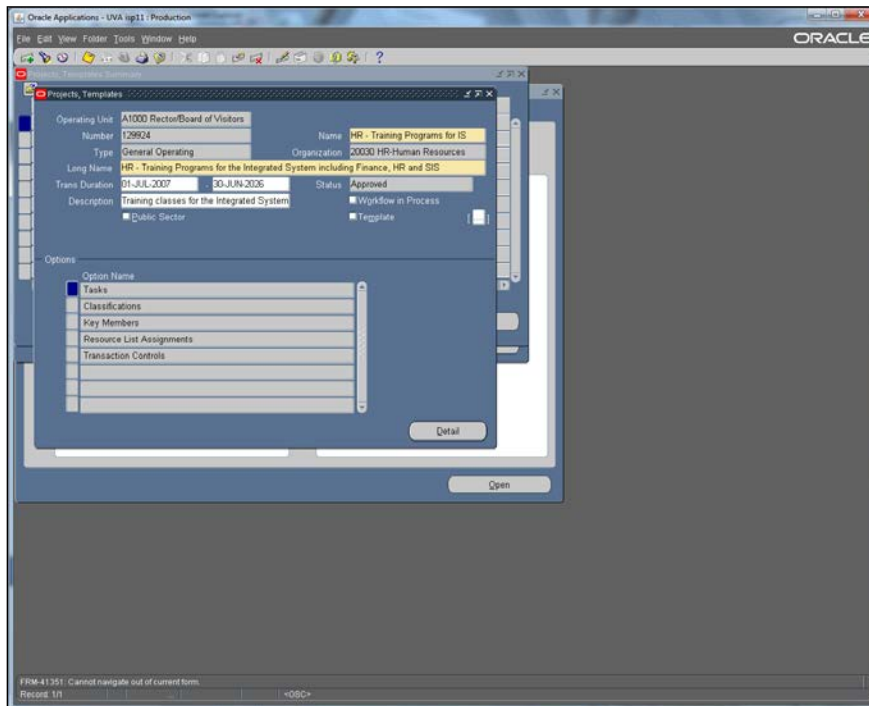 Oracle Applications - UVA isp11 : Production
File Edit View Folder Tools Window Help
ORACLE
Projects, Templates Summary
Projects, Templates
Operating Unit A1000 Rector/Board of Visitors
Number 129924 Name HR - Training Programs for IS
Type General Operating Organization 20030 HR-Human Resources
Long Name HR - Training Programs for the Integrated System including Finance, HR and SIS
Trans Duration 01-JUL-2007 - 30-JUN-2026 Status Approved
Description Training classes for the Integrated System Workflow in Process
Public Sector Template [ ]
Options
Option Name
Tasks
Classifications
Key Members
Resource List Assignments
Transaction Controls
Detail
Open
FRM-41351: Cannot navigate out of current form.
Record: 1/1 ... <OSC>